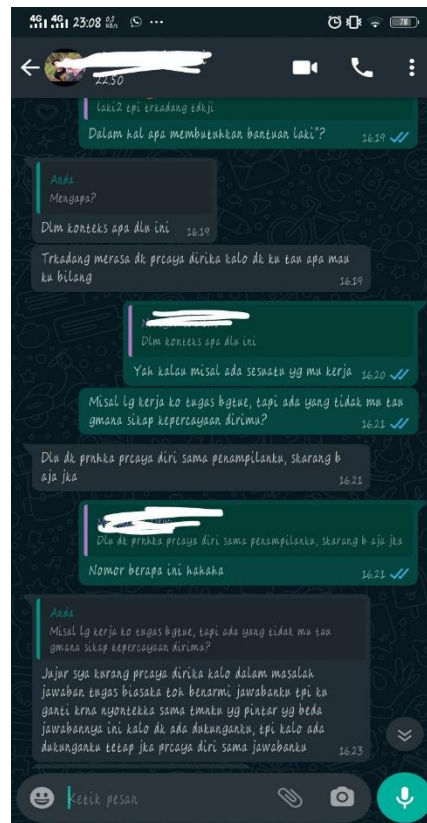 23:08
78
22.50
laki2 tpi trkadang tdkji
Dalam hal apa membutuhkan bantuan laki"?
16.19
Anda
Mengapa?
Dlm konteks apa dlu ini
16.19
Trkadang merasa dk prcaya dirika kalo dk ku tau apa mau
ku bilang
16.19
Dlm konteks apa dlu ini
Yah kalau misal ada sesuatu yg mu kerja
16.20
Misal lg kerja ko tugas bgtue, tapi ada yang tidak mu tau
gmana sikap kepercayaan dirimu?
16.21
Dlu dk prnhka prcaya diri sama penampilanku, skarang b
aja jka
16.21
Dlu dk prnhka prcaya diri sama penampilanku, skarang b aja jka
Nomor berapa ini hahaha
16.21
Anda
Misal lg kerja ko tugas bgtue, tapi ada yang tidak mu tau
gmana sikap kepercayaan dirimu?
Jujur sya kurang prcaya dirika kalo dalam masalah
jawaban tugas biasaka toh benarmi jawabanku tpi ku
ganti krna nyontekka sama tmnku yg pintar yg beda
jawabannya ini kalo dk ada dukunganku, tpi kalo ada
dukunganku tetap jka prcaya diri sama jawabanku
16.23
Ketik pesan